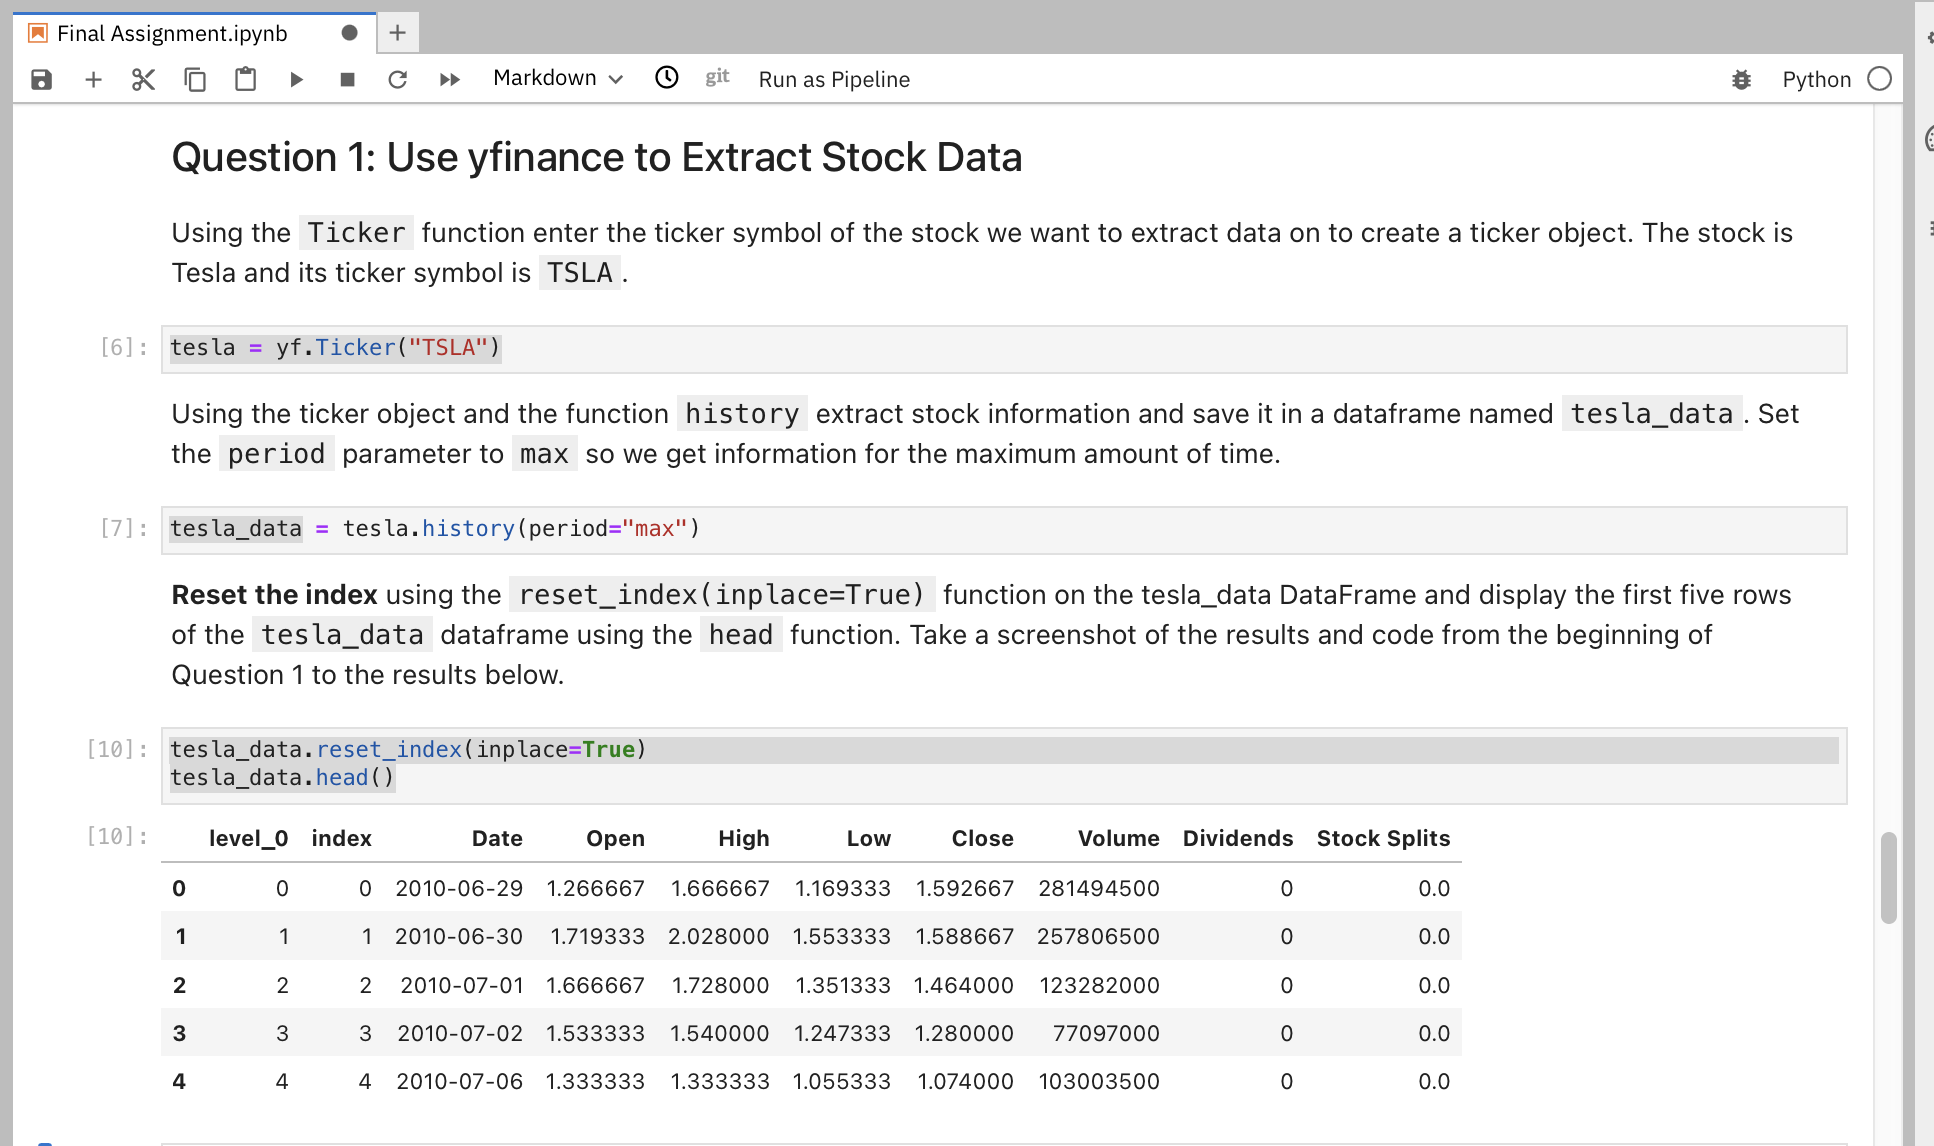 Final Assignment.ipynb
Markdown git Run as Pipeline Python
Question 1: Use yfinance to Extract Stock Data
Using the Ticker function enter the ticker symbol of the stock we want to extract data on to create a ticker object. The stock is
Tesla and its ticker symbol is TSLA .
[6]: tesla = yf.Ticker("TSLA")
Using the ticker object and the function history extract stock information and save it in a dataframe named tesla_data . Set
the period parameter to max so we get information for the maximum amount of time.
[7]: tesla_data = tesla.history(period="max")
Reset the index using the reset_index(inplace=True) function on the tesla_data DataFrame and display the first five rows
of the tesla_data dataframe using the head function. Take a screenshot of the results and code from the beginning of
Question 1 to the results below.
[10]: tesla_data.reset_index(inplace=True)
tesla_data.head()
[10]: level_0 index Date Open High Low Close Volume Dividends Stock Splits
0 0 0 2010-06-29 1.266667 1.666667 1.169333 1.592667 281494500 0 0.0
1 1 1 2010-06-30 1.719333 2.028000 1.553333 1.588667 257806500 0 0.0
2 2 2 2010-07-01 1.666667 1.728000 1.351333 1.464000 123282000 0 0.0
3 3 3 2010-07-02 1.533333 1.540000 1.247333 1.280000 77097000 0 0.0
4 4 4 2010-07-06 1.333333 1.333333 1.055333 1.074000 103003500 0 0.0